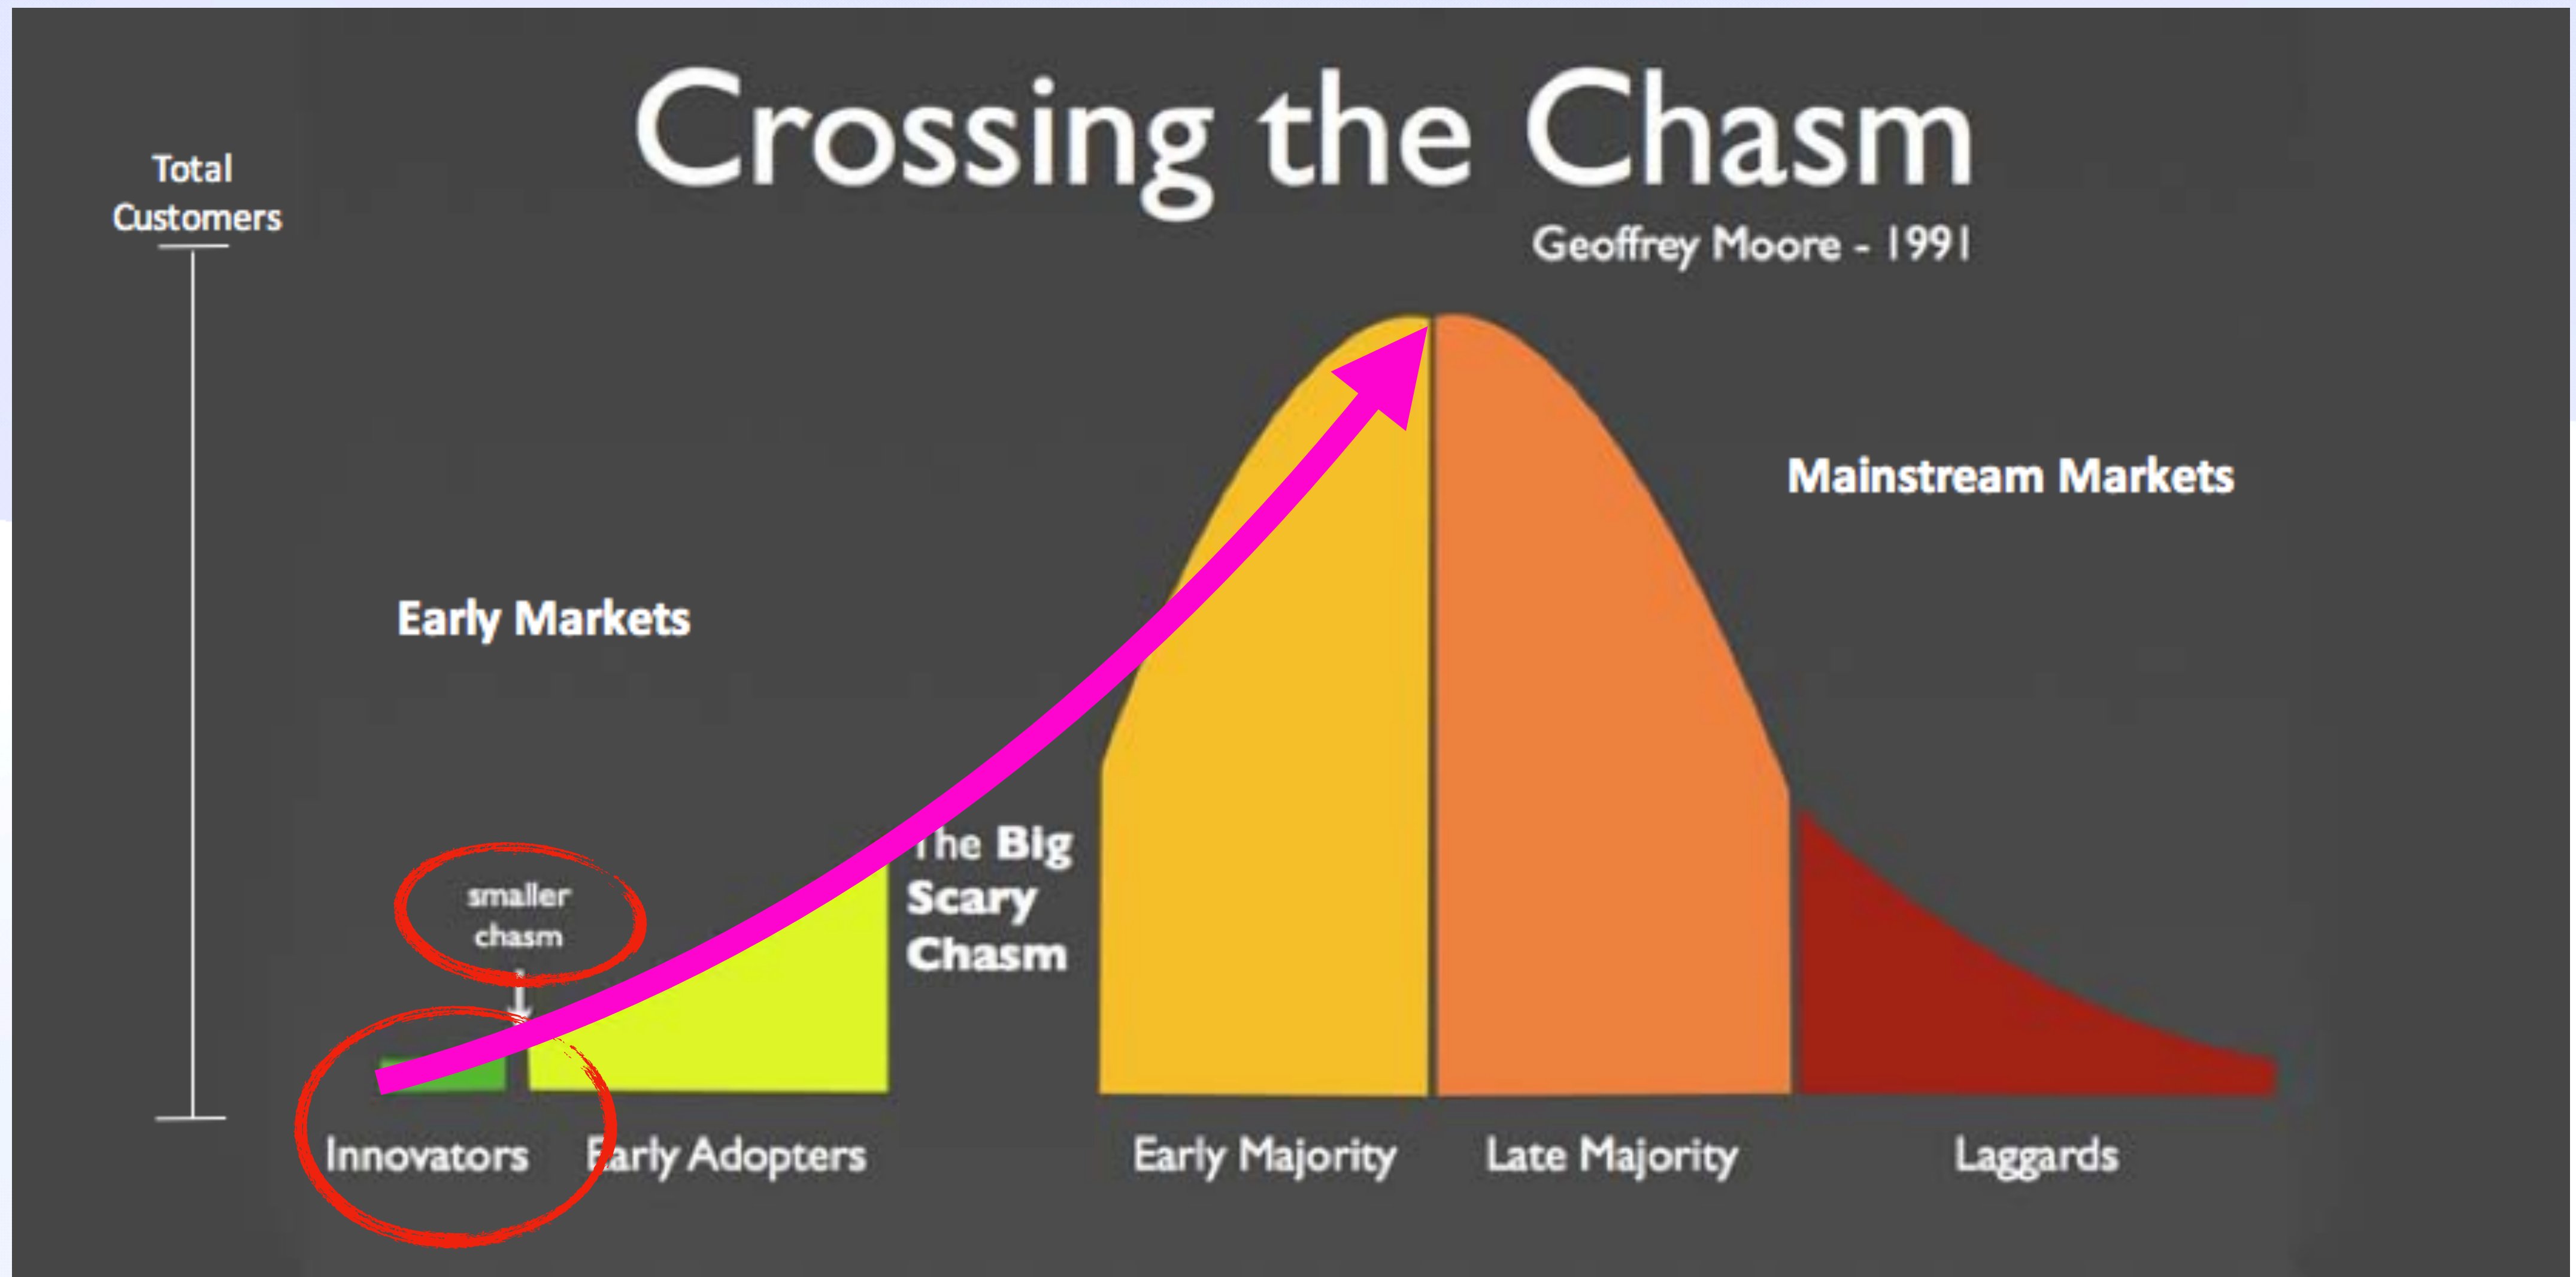 Crossing the Chasm
Geoffrey Moore - 1991
Total
Customers
Mainstream Markets
Early Markets
The Big
Scary
Chasm
smaller
chasm
Innovators
Early Adopters
Early Majority
Late Majority
Laggards